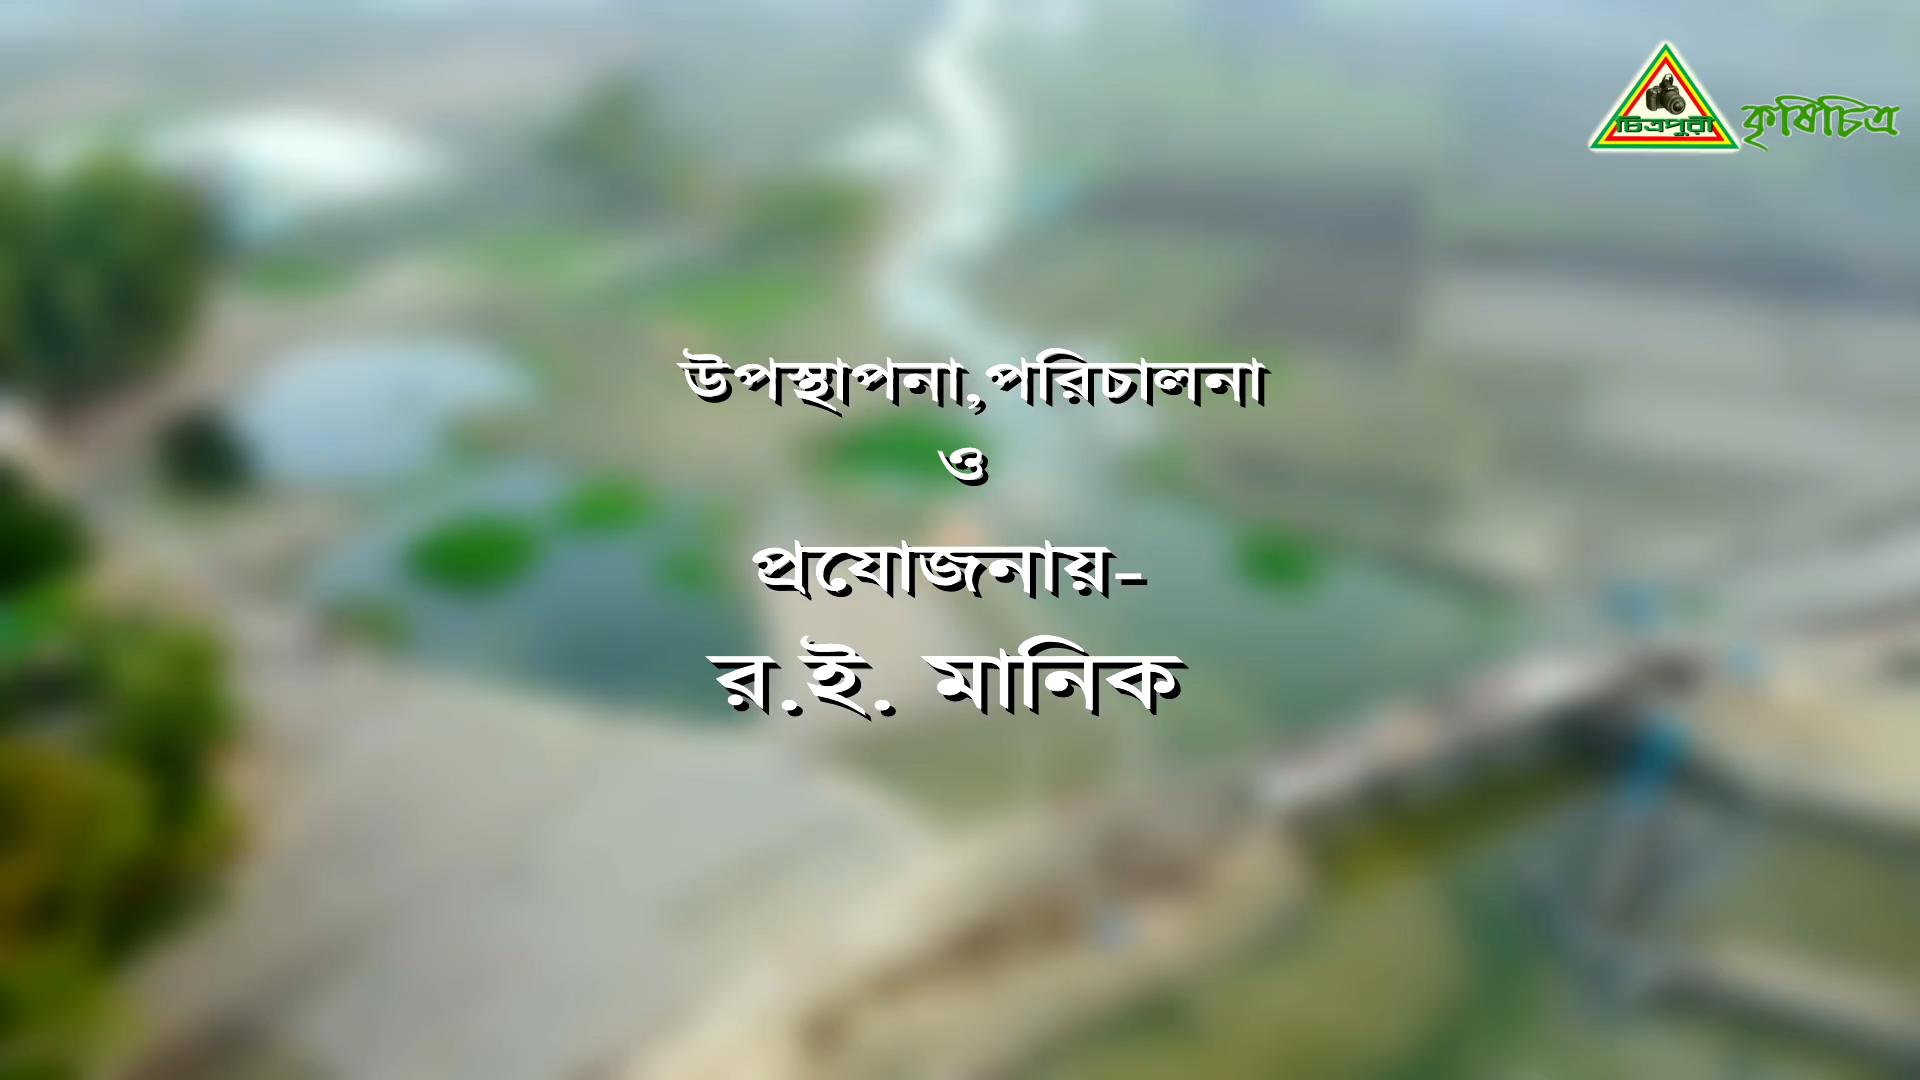 চিত্রপুরী কৃষিচিত্র
উপস্থাপনা,পরিচালনা
ও
প্রযোজনায়-
র.ই. মানিক